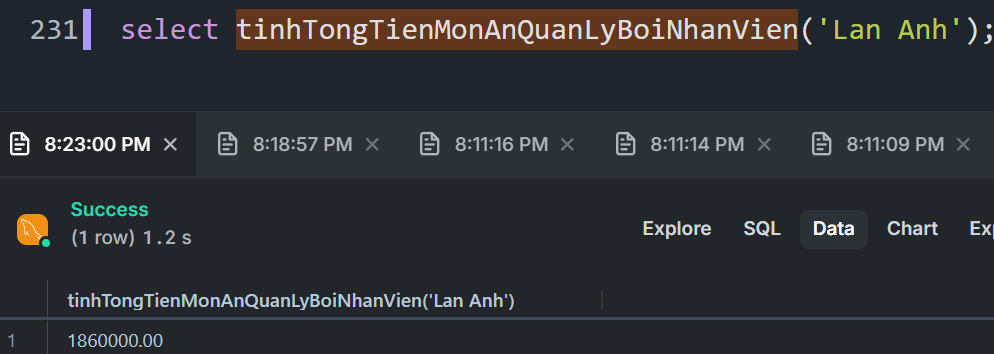 231 select tinhTongTienMonAnQuanLyBoiNhanVien('Lan Anh');
8:23:00 PM × 8:18:57 PM × 8:11:16 PM × 8:11:14 PM × 8:11:09 PM ×
Success
(1 row) 1.2 s
Explore SQL Data Chart Ex
tinhTongTienMonAnQuanLyBoiNhanVien('Lan Anh')
1 1860000.00